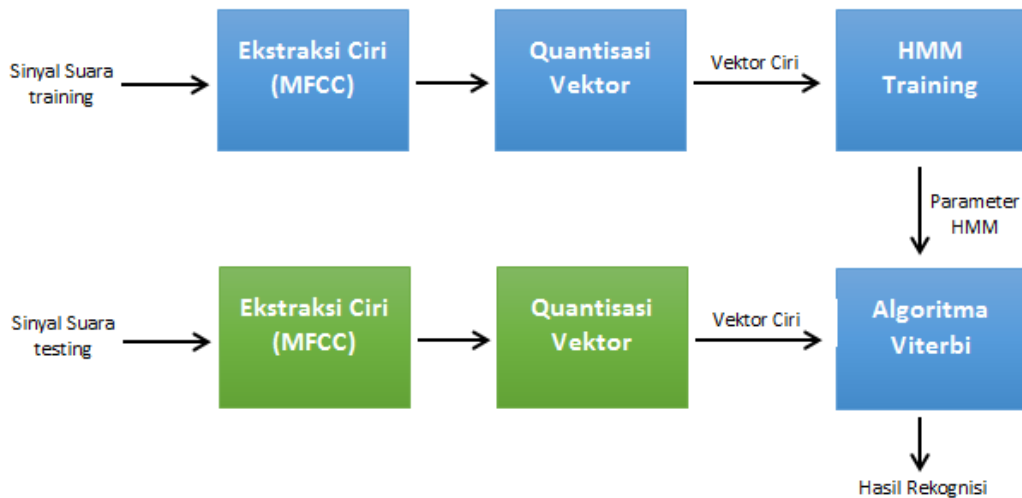 Sinyal Suara
training
Ekstraksi Ciri
(MFCC)
Quantisasi
Vektor
Vektor Ciri
HMM
Training
Parameter
HMM
Sinyal Suara
testing
Ekstraksi Ciri
(MFCC)
Quantisasi
Vektor
Vektor Ciri
Algoritma
Viterbi
Hasil Rekognisi